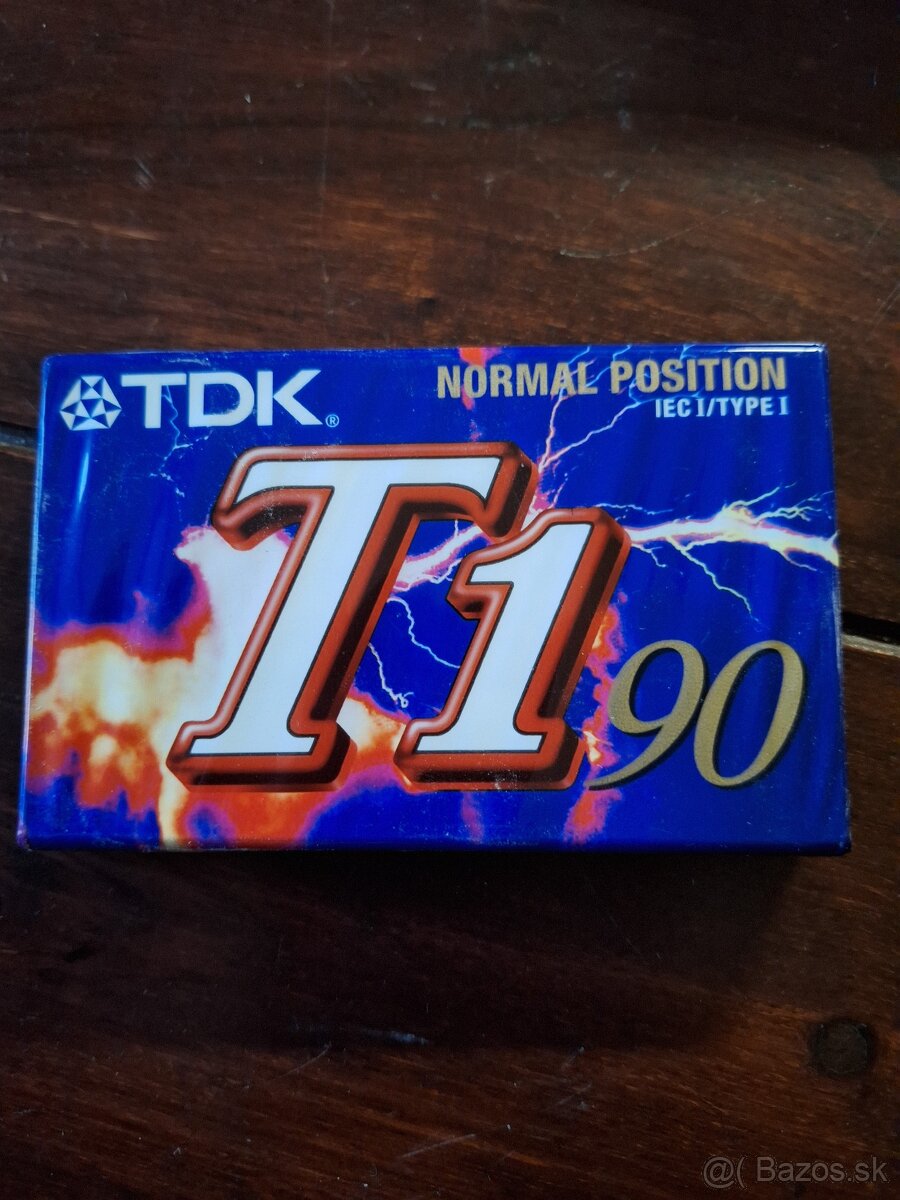 TDK®
NORMAL POSITION
IEC I/TYPE I
T1
90
@( Bazos.sk